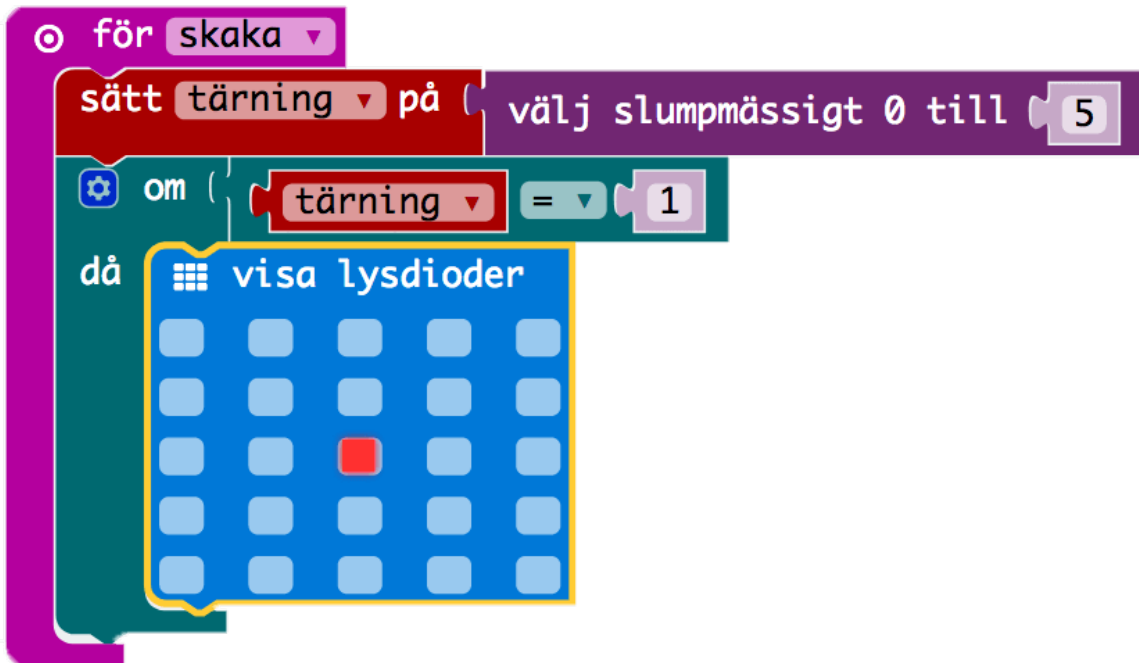 för skaka
sätt tärning på välj slumpmässigt 0 till 5
om tärning = 1
då visa lysdioder